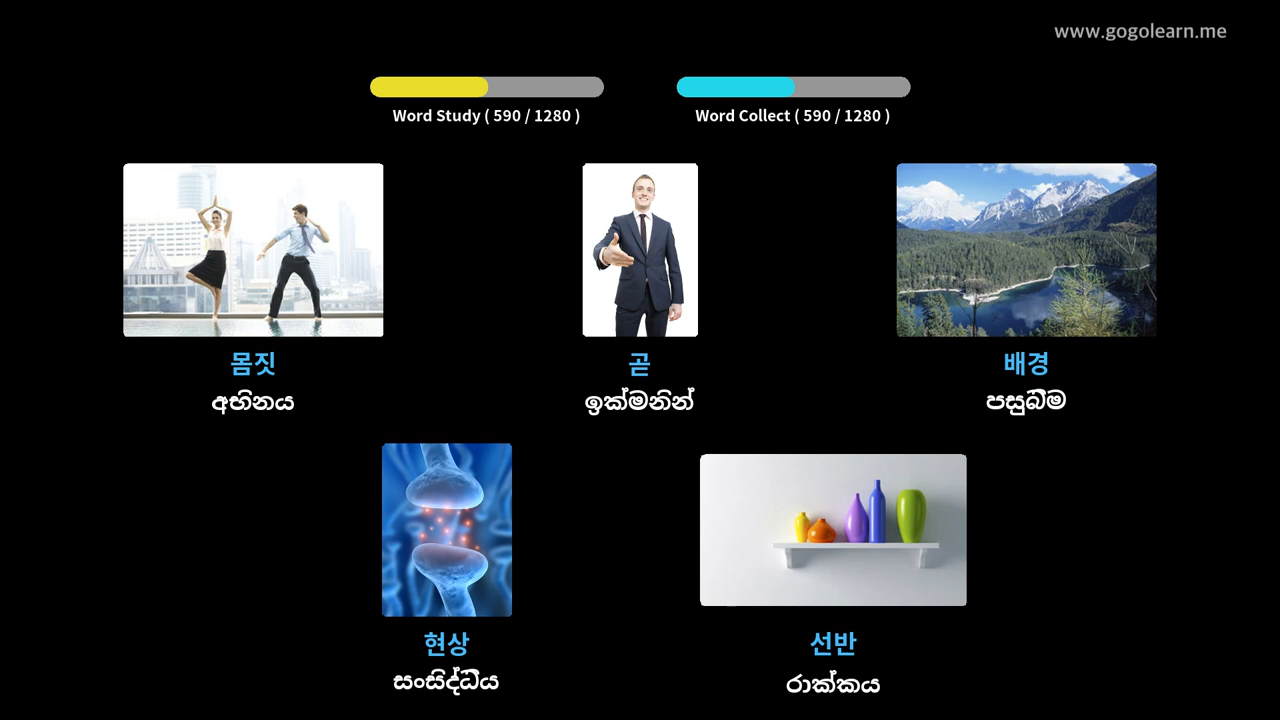 www.gogolearn.me
Word Study ( 590 / 1280 )
Word Collect ( 590 / 1280 )
몸짓
곧
배경
අභිනය
ඉක්මනින්
පසුබිම
현상
선반
සංසිද්ධිය
රාක්කය